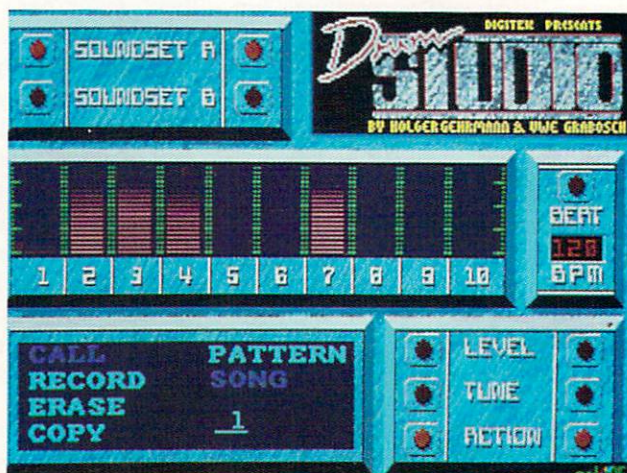 SOUNDSET A
SOUNDSET B
DIGITEK PRESENTS
Drum
STUDIO
BY HOLGER GEHRMANN & UWE GRABOSCH
1 2 3 4 5 6 7 8 9 10
BEAT
120
BPM
CALL PATTERN
RECORD SONG
ERASE
COPY 1
LEVEL
TUNE
ACTION